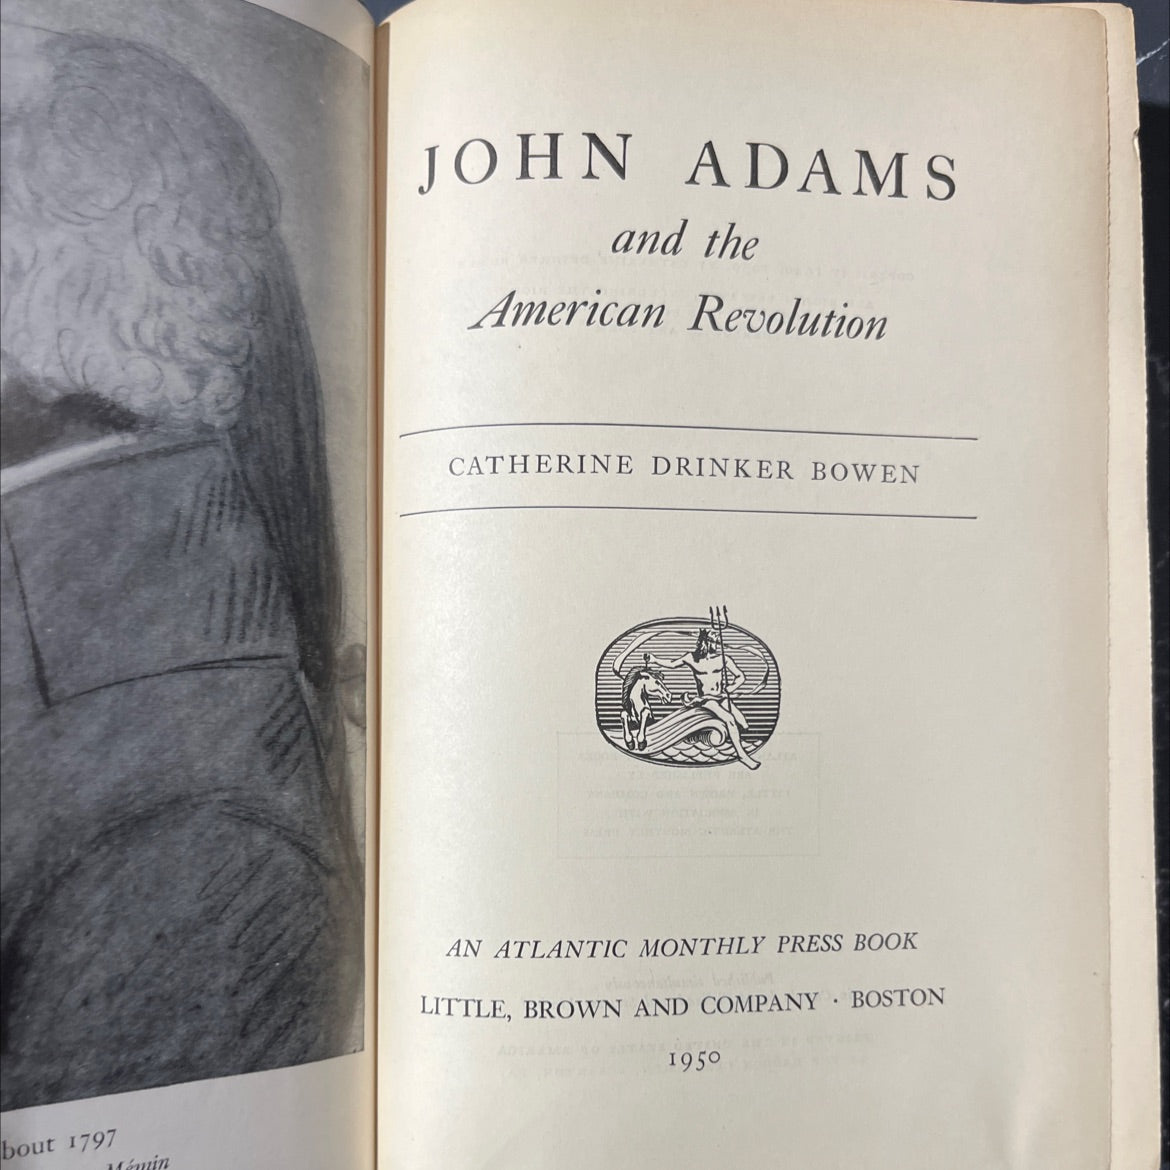 bout 1797
Mémin
JOHN ADAMS
and the
American Revolution
CATHERINE DRINKER BOWEN
AN ATLANTIC MONTHLY PRESS BOOK
LITTLE, BROWN AND COMPANY · BOSTON
1950